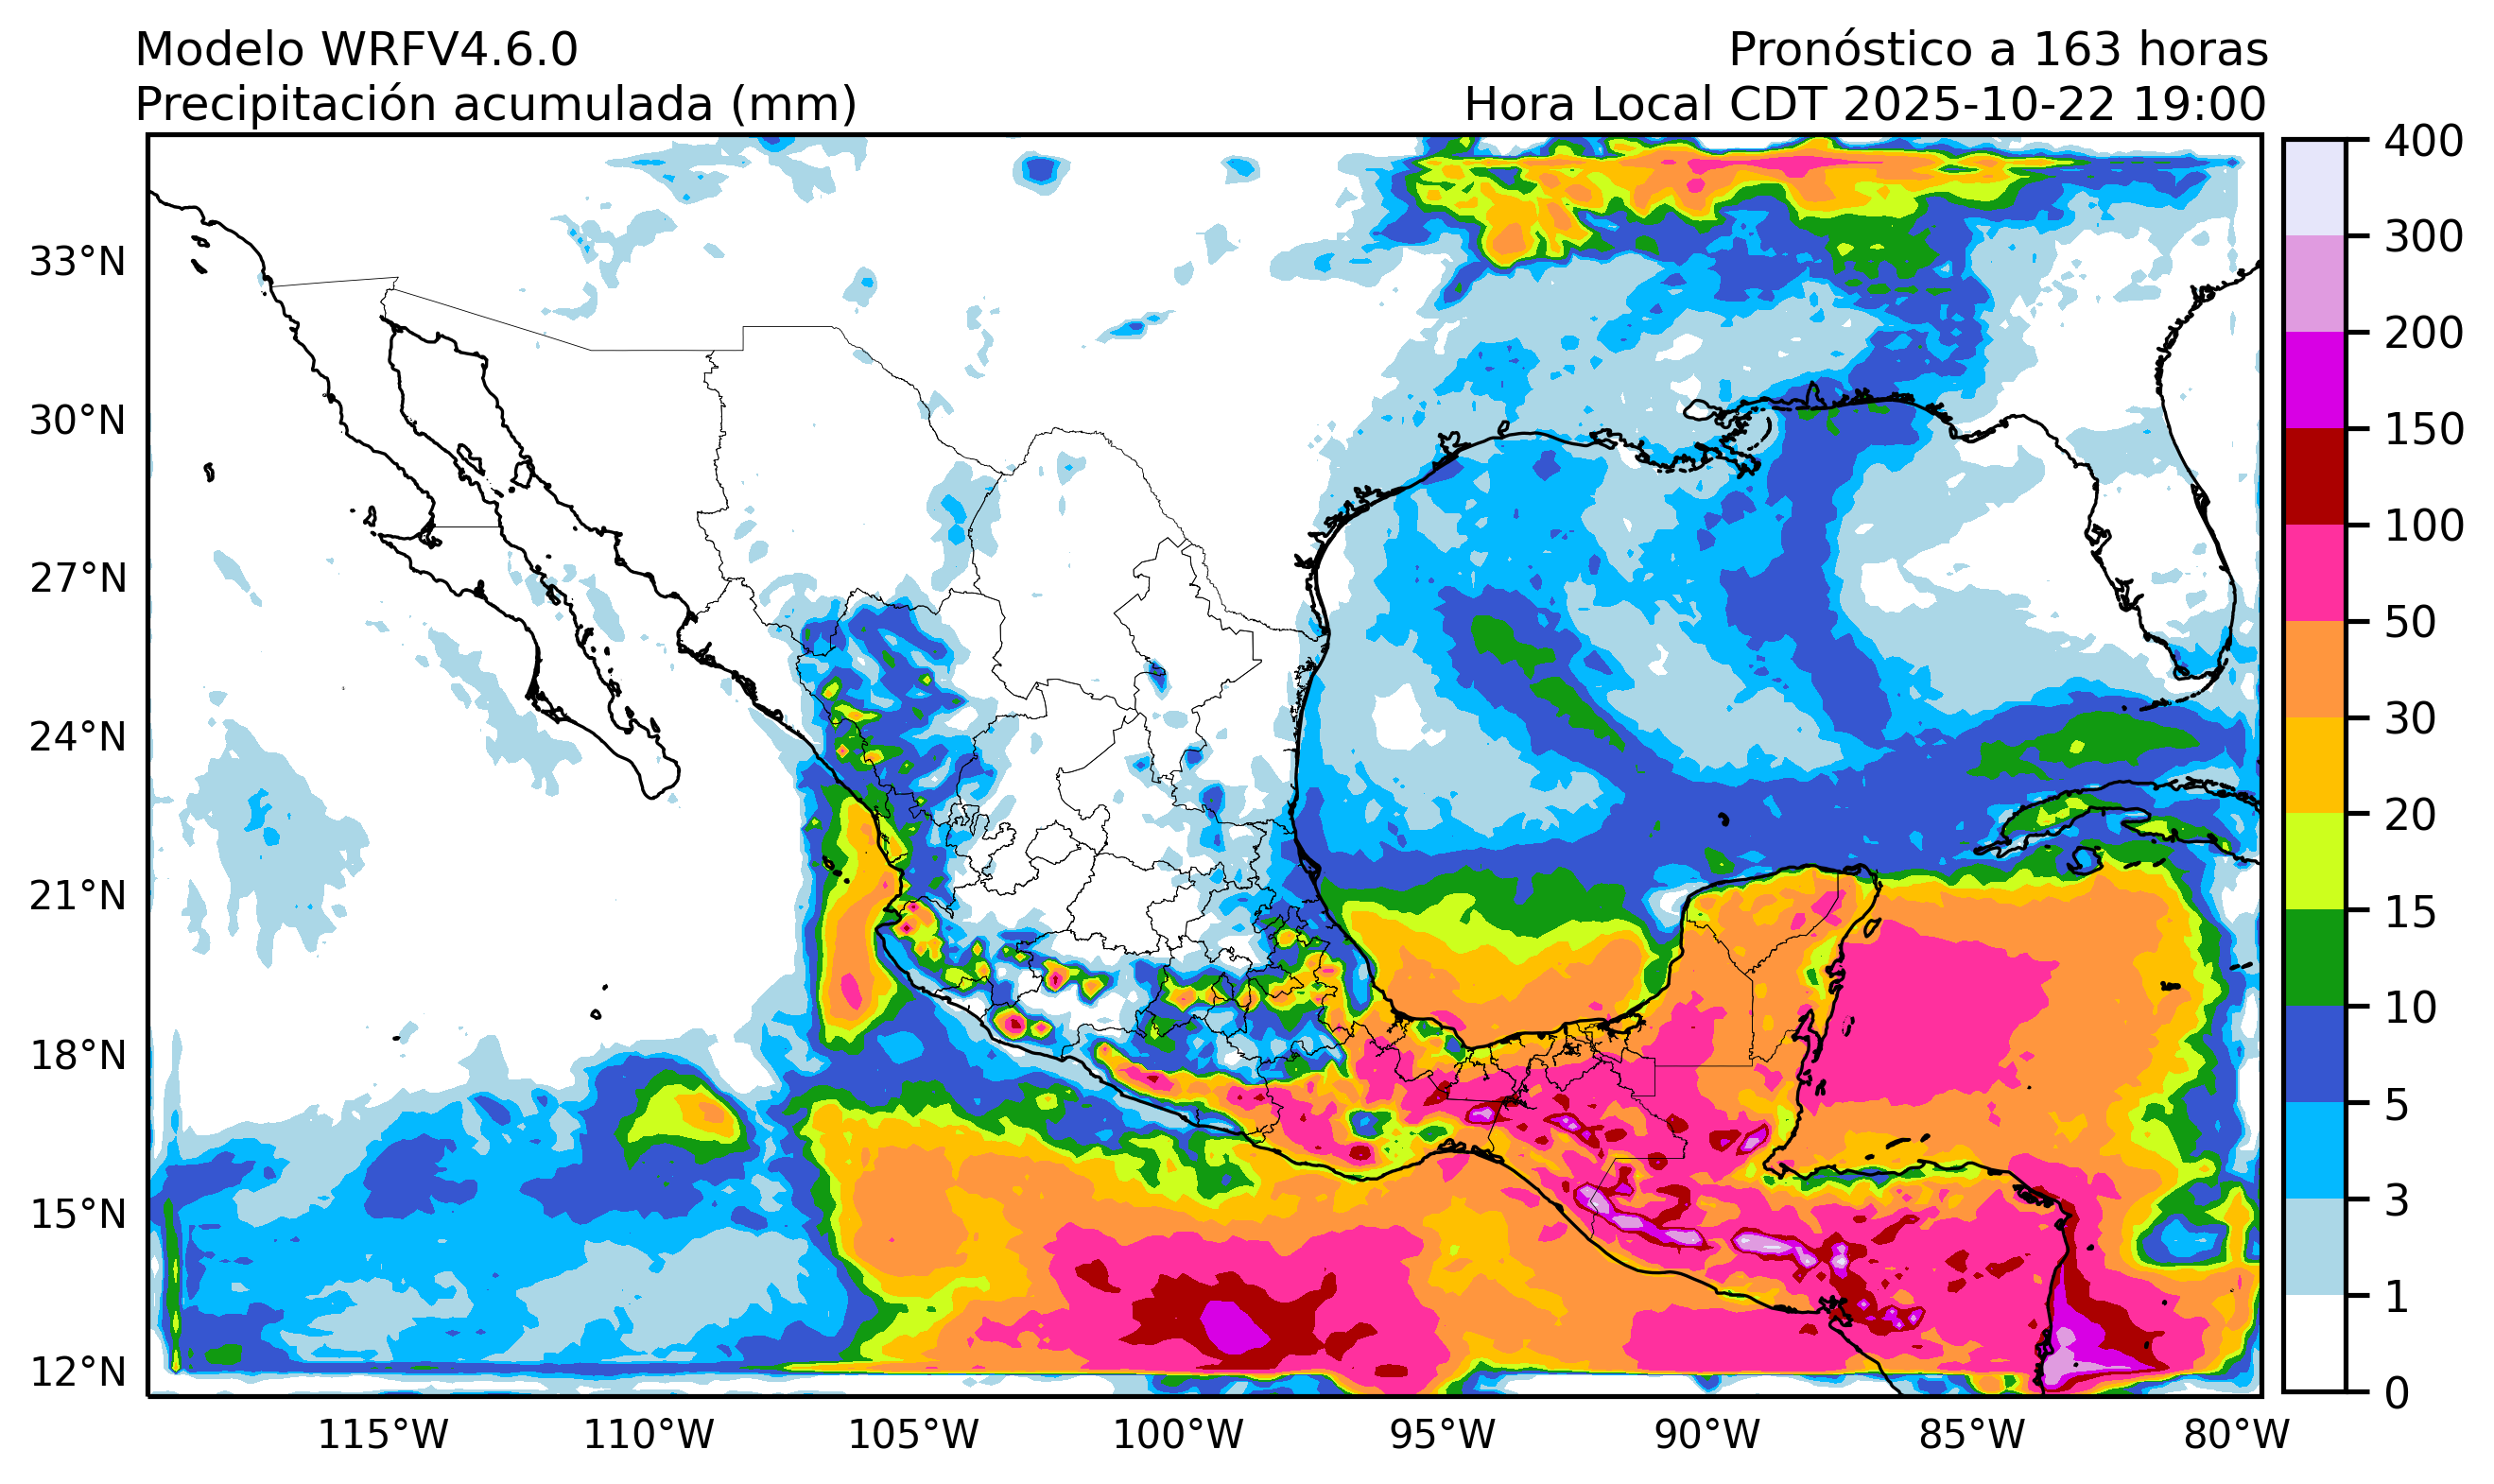 Modelo WRFV4.6.0
Pronóstico a 163 horas
Precipitación acumulada (mm)
Hora Local CDT 2025-10-22 19:00
33°N
30°N
27°N
24°N
21°N
18°N
15°N
12°N
115°W
110°W
105°W
100°W
95°W
90°W
85°W
80°W
400
300
200
150
100
50
30
20
15
10
5
3
1
0